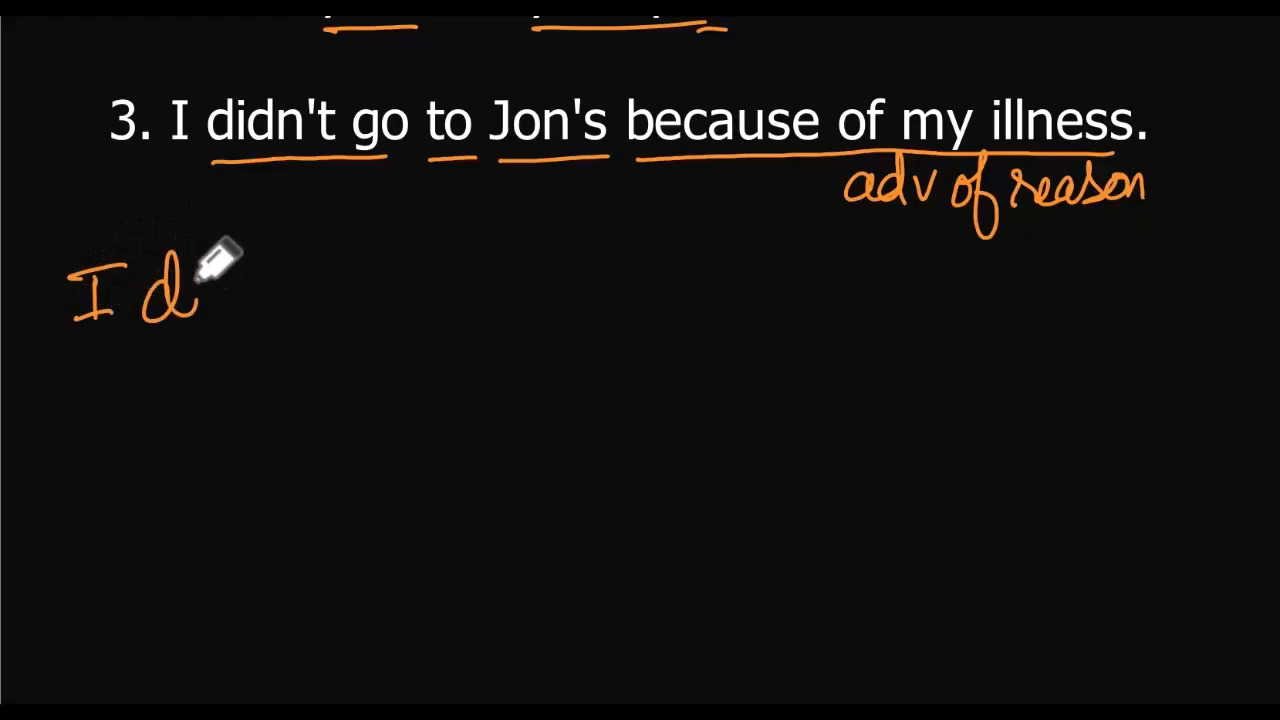 3. I didn't go to Jon's because of my illness.
adv of reason
I d